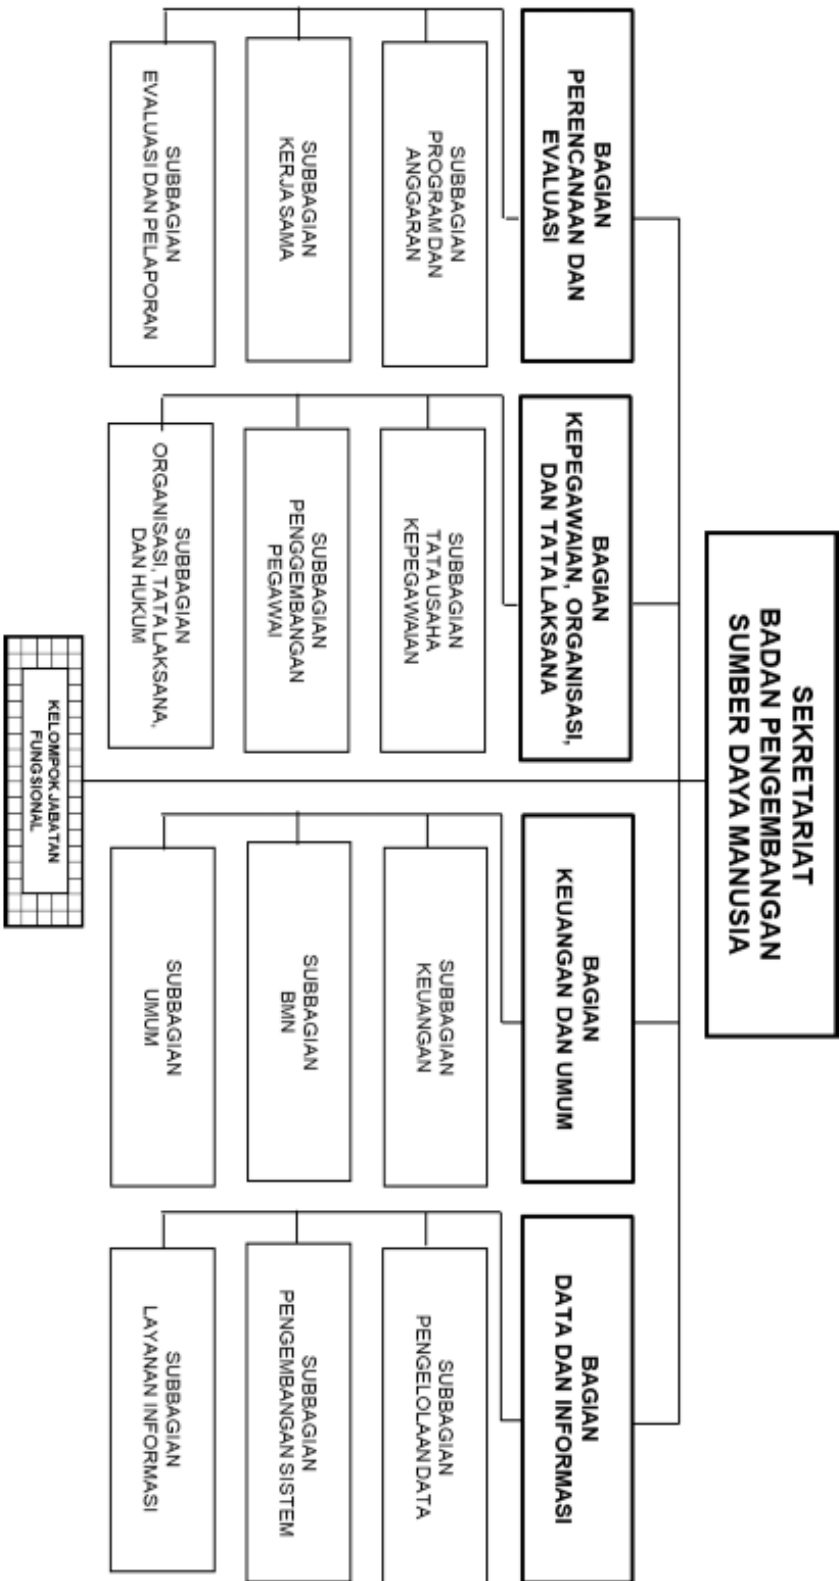 SEKRETARIAT
BADAN PENGEMBANGAN
SUMBER DAYA MANUSIA
BAGIAN
PERENCANAAN DAN
EVALUASI
BAGIAN
KEPEGAWAIAN, ORGANISASI,
DAN TATA LAKSANA
BAGIAN
KEUANGAN DAN UMUM
BAGIAN
DATA DAN INFORMASI
SUBBAGIAN
PROGRAM DAN
ANGGARAN
SUBBAGIAN
TATA USAHA
KEPEGAWAIAN
SUBBAGIAN
KEUANGAN
SUBBAGIAN
PENGELOLAAN DATA
SUBBAGIAN
KERJA SAMA
SUBBAGIAN
PENGGEMBANGAN
PEGAWAI
SUBBAGIAN
BMN
SUBBAGIAN
PENGEMBANGAN SISTEM
SUBBAGIAN
EVALUASI DAN PELAPORAN
SUBBAGIAN
ORGANISASI, TATA LAKSANA,
DAN HUKUM
SUBBAGIAN
UMUM
SUBBAGIAN
LAYANAN INFORMASI
KELOMPOK JABATAN
FUNGSIONAL